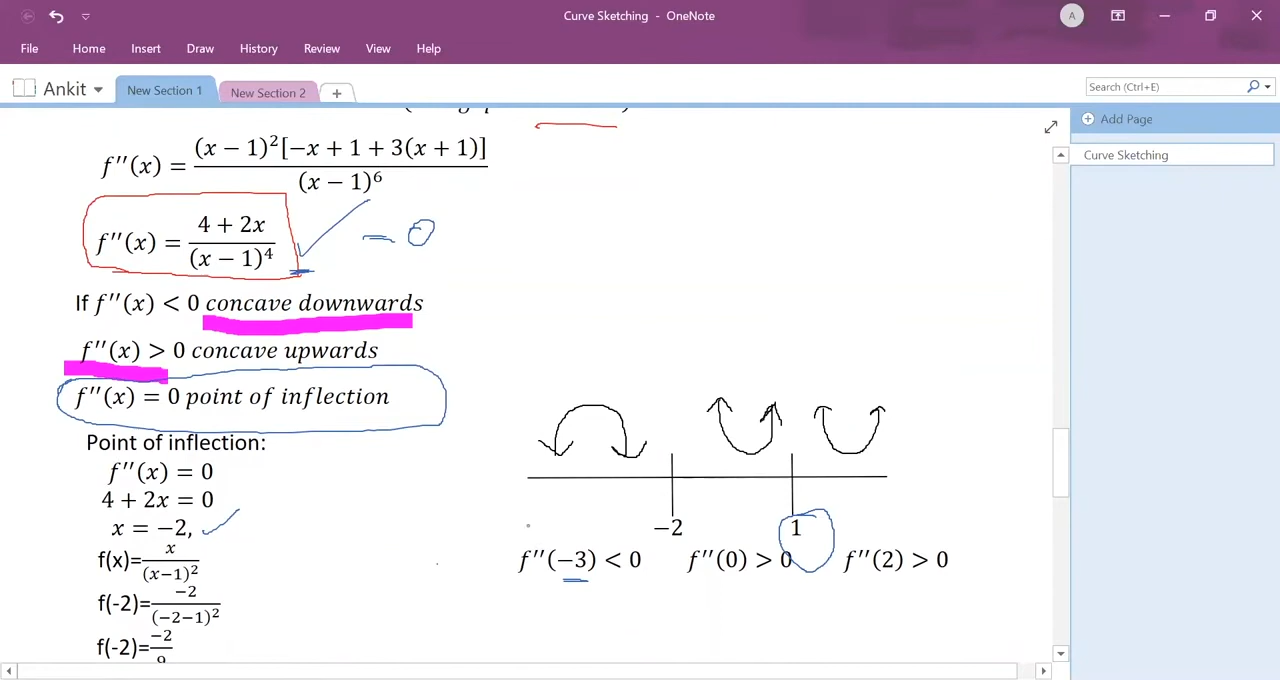 Curve Sketching - OneNote
A
File Home Insert Draw History Review View Help
Ankit
New Section 1
New Section 2
Search (Ctrl+E)
Add Page
Curve Sketching
f''(x) = (x − 1)²[−x + 1 + 3(x + 1)] / (x − 1)⁶
f''(x) = (4 + 2x) / (x − 1)⁴ − 0
If f''(x) < 0 concave downwards
f''(x) > 0 concave upwards
f''(x) = 0 point of inflection
Point of inflection:
f''(x) = 0
4 + 2x = 0
x = −2,
f(x)= x / (x−1)²
f(-2)= −2 / (−2−1)²
f(-2)= −2 / 9
−2 1
f''(−3) < 0 f''(0) > 0 f''(2) > 0